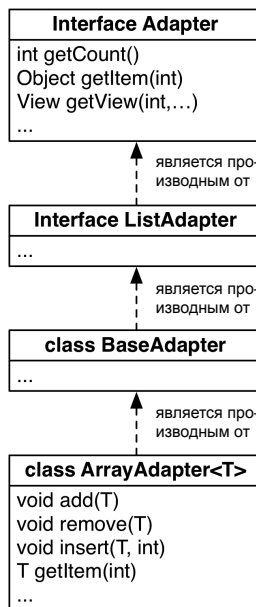 Interface Adapter
int getCount()
Object getItem(int)
View getView(int,...)
...
является про-
изводным от
Interface ListAdapter
...
является про-
изводным от
class BaseAdapter
...
является про-
изводным от
class ArrayAdapter<T>
void add(T)
void remove(T)
void insert(T, int)
T getItem(int)
...